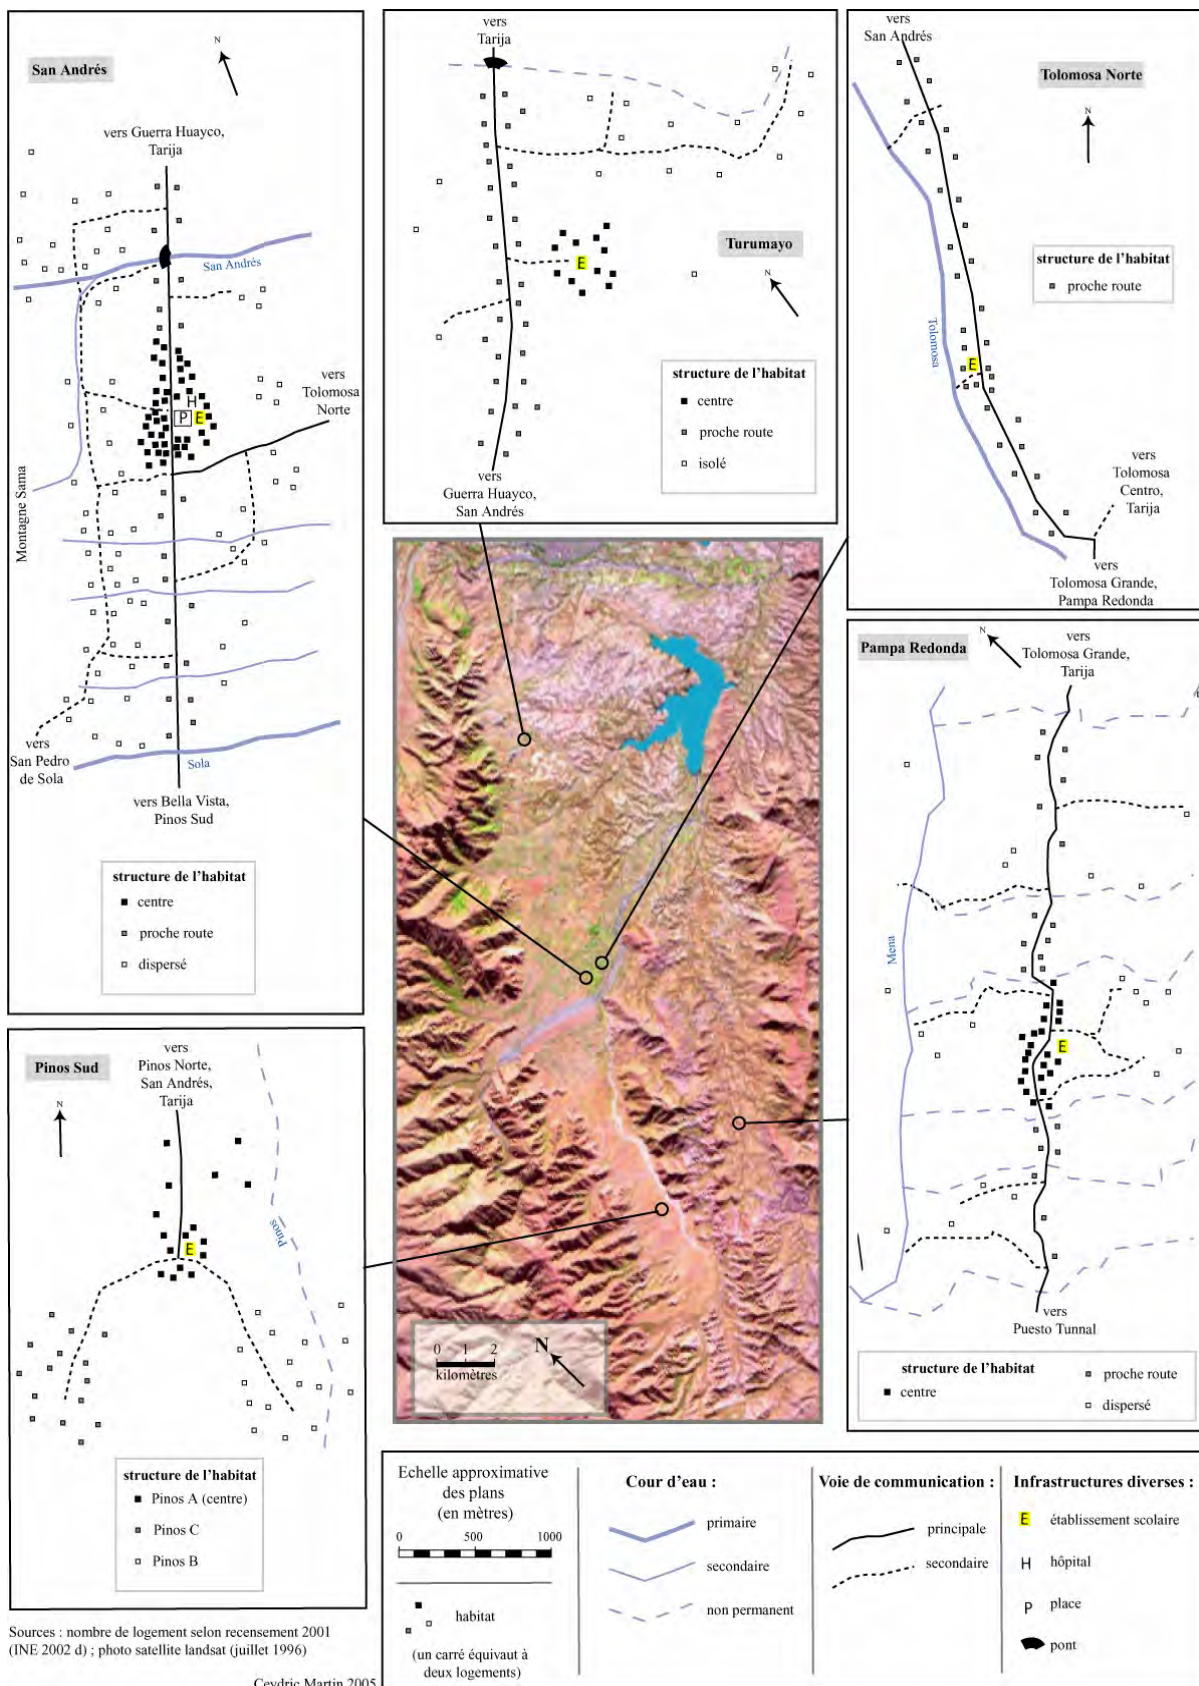 San Andrés
N
vers Guerra Huayco,
Tarija
San Andrés
vers
Tolomosa
Norte
H
P
E
Montagne Sama
vers
San Pedro
de Sola
Sola
vers Bella Vista,
Pinos Sud
structure de l'habitat
centre
proche route
dispersé
vers
Tarija
E
Turumayo
N
structure de l'habitat
centre
proche route
isolé
vers
Guerra Huayco,
San Andrés
vers
San Andrés
Tolomosa Norte
N
structure de l'habitat
proche route
Tolomosa
E
vers
Tolomosa
Centro,
Tarija
vers
Tolomosa Grande,
Pampa Redonda
Pampa Redonda
N
vers
Tolomosa Grande,
Tarija
Mena
E
vers
Puesto Tunnal
structure de l'habitat
centre
proche route
dispersé
Pinos Sud
N
vers
Pinos Norte,
San Andrés,
Tarija
Pinos
E
structure de l'habitat
Pinos A (centre)
Pinos C
Pinos B
0 1 2
kilomètres
N
Echelle approximative
des plans
(en mètres)
0 500 1000
habitat
(un carré équivaut à
deux logements)
Cour d'eau :
primaire
secondaire
non permanent
Voie de communication :
principale
secondaire
Infrastructures diverses :
E établissement scolaire
H hôpital
P place
pont
Sources : nombre de logement selon recensement 2001
(INE 2002 d) ; photo satellite landsat (juillet 1996)
Ceydric Martin 2005